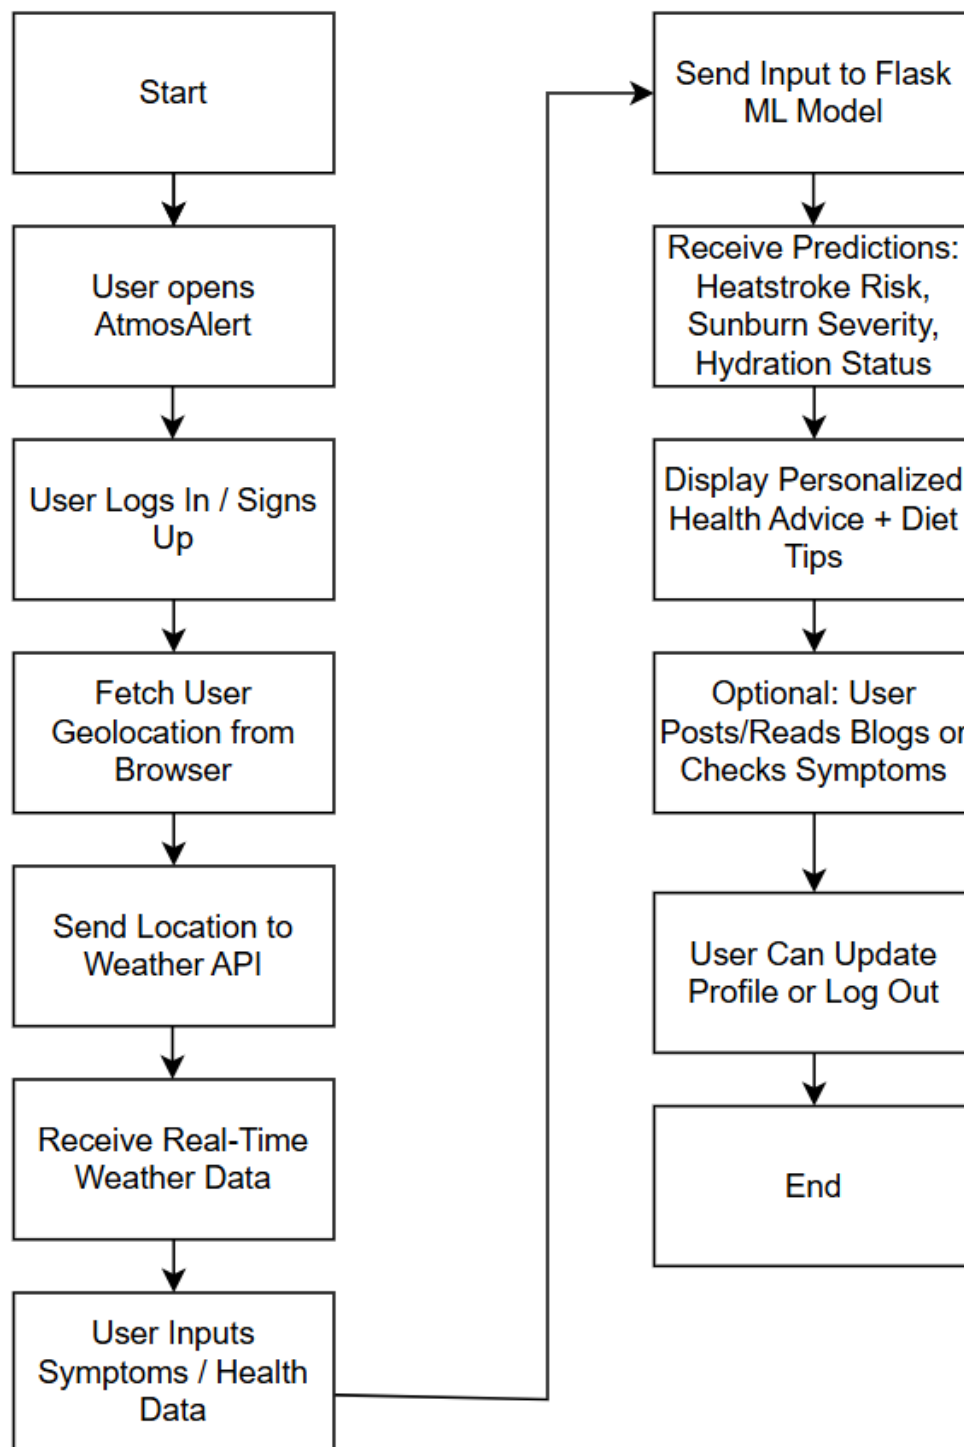 Start
User opens
AtmosAlert
User Logs In / Signs
Up
Fetch User
Geolocation from
Browser
Send Location to
Weather API
Receive Real-Time
Weather Data
User Inputs
Symptoms / Health
Data
Send Input to Flask
ML Model
Receive Predictions:
Heatstroke Risk,
Sunburn Severity,
Hydration Status
Display Personalized
Health Advice + Diet
Tips
Optional: User
Posts/Reads Blogs or
Checks Symptoms
User Can Update
Profile or Log Out
End